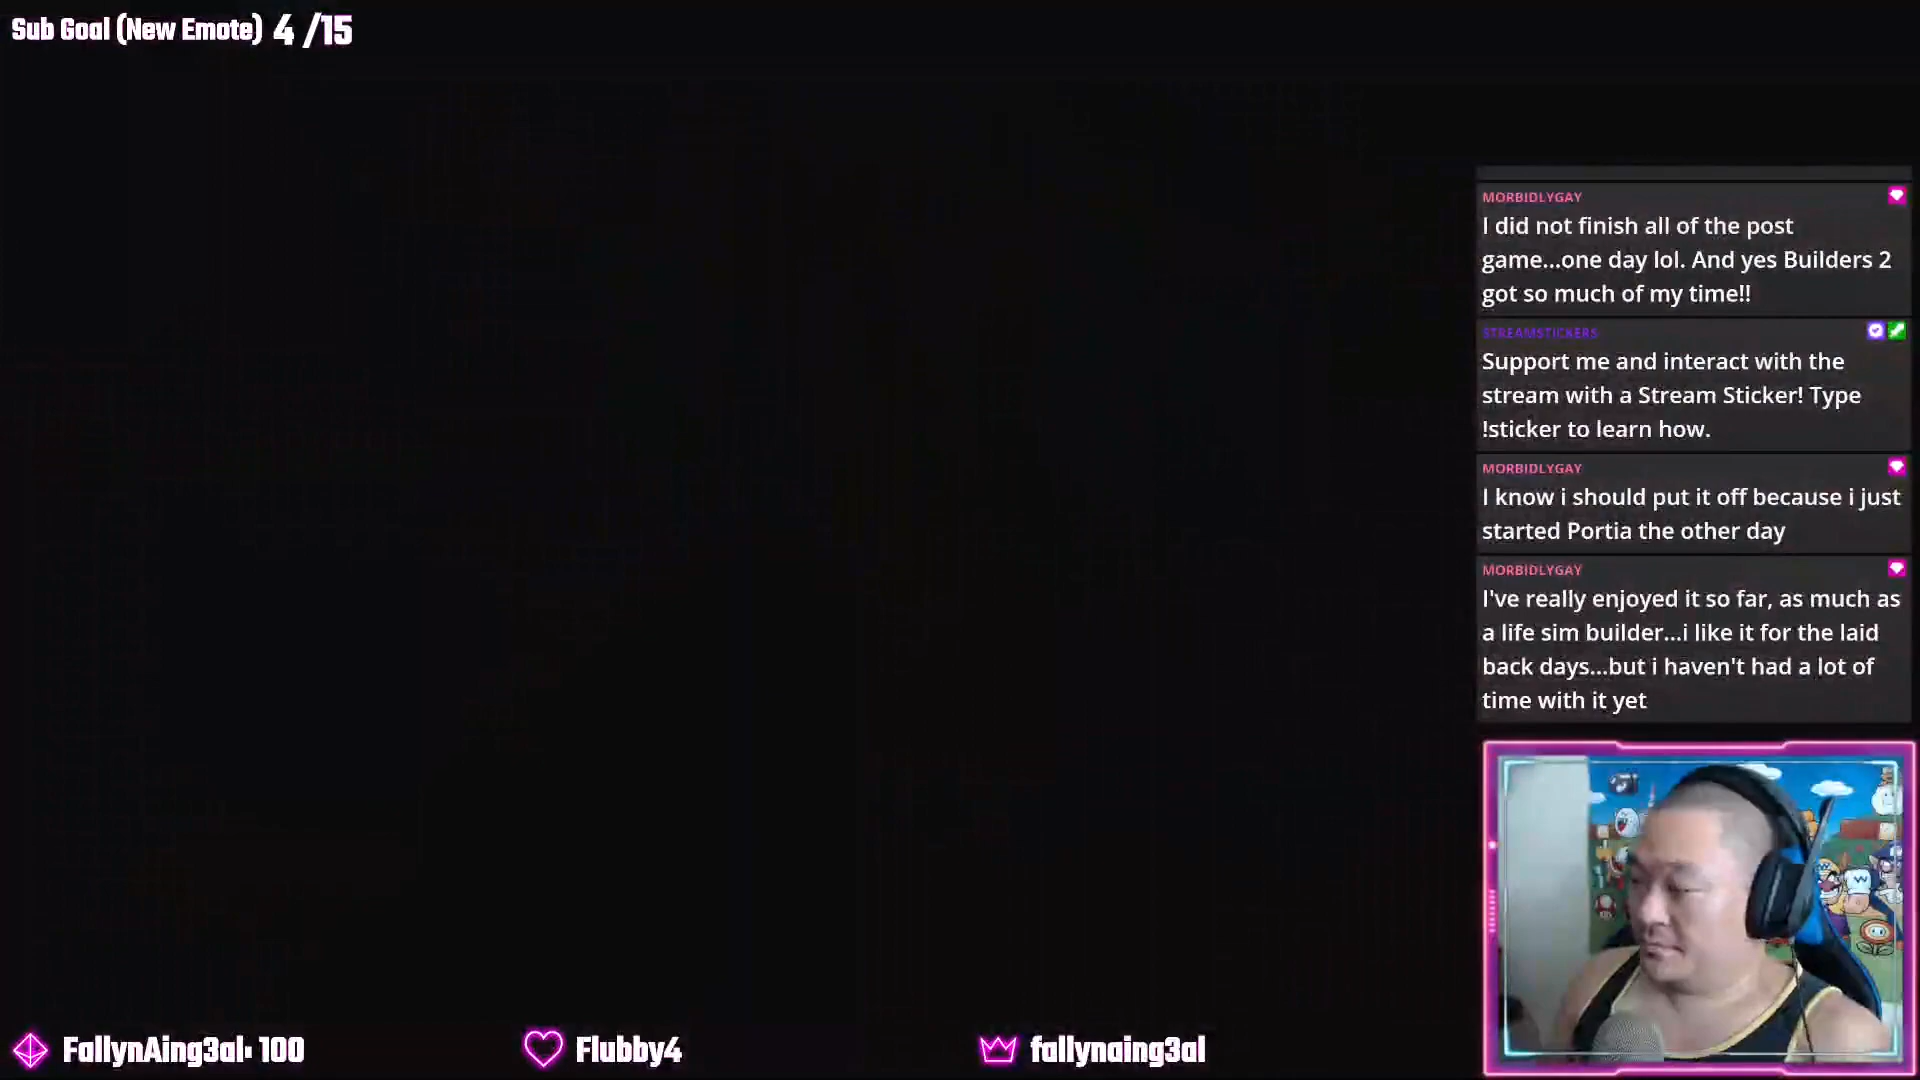 Sub Goal (New Emote) 4 /15
MORBIDLYGAY
I did not finish all of the post
game...one day lol. And yes Builders 2
got so much of my time!!
STREAMSTICKERS
Support me and interact with the
stream with a Stream Sticker! Type
!sticker to learn how.
MORBIDLYGAY
I know i should put it off because i just
started Portia the other day
MORBIDLYGAY
I've really enjoyed it so far, as much as
a life sim builder...i like it for the laid
back days...but i haven't had a lot of
time with it yet
W
FallynAing3al: 100
Flubby4
fallynaing3al